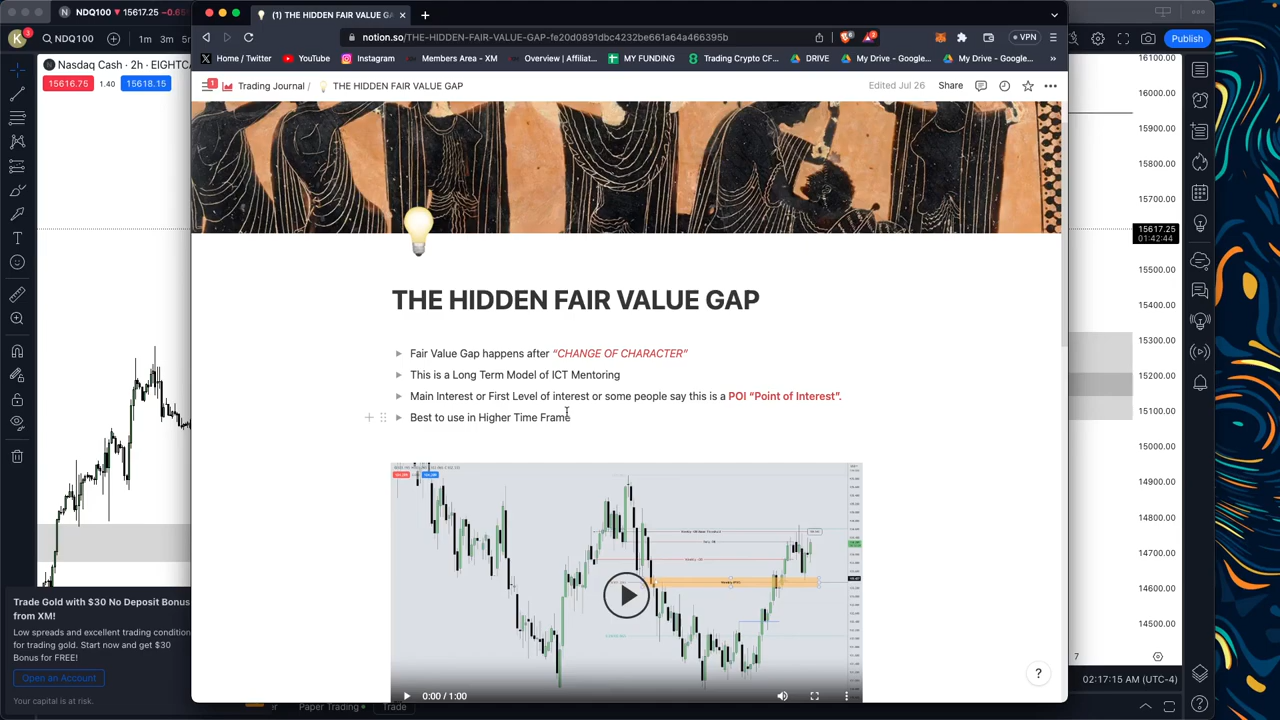 NDQ100 ▼ 15617.25 −0.65
(1) THE HIDDEN FAIR VALUE GA
notion.so/THE-HIDDEN-FAIR-VALUE-GAP-fe20d0891dbc4232be661a64a466395b
VPN
Home / Twitter
YouTube
Instagram
Members Area - XM
Overview | Affiliat...
MY FUNDING
Trading Crypto CF...
DRIVE
My Drive – Google...
My Drive – Google...
K
3
NDQ100
1m
3m
5
Publish
Nasdaq Cash · 2h · EIGHTCA
15616.75
1.40
15618.15
1
Trading Journal /
THE HIDDEN FAIR VALUE GAP
Edited Jul 26
Share
THE HIDDEN FAIR VALUE GAP
Fair Value Gap happens after “CHANGE OF CHARACTER”
This is a Long Term Model of ICT Mentoring
Main Interest or First Level of interest or some people say this is a POI “Point of Interest”.
Best to use in Higher Time Frame
0:00 / 1:00
?
16100.00
16000.00
15900.00
15800.00
15700.00
15617.25
01:42:44
15500.00
15400.00
15300.00
15200.00
15100.00
15000.00
14900.00
14800.00
14700.00
14600.00
14500.00
7
02:17:15 AM (UTC-4)
Trade Gold with $30 No Deposit Bonus
from XM!
Low spreads and excellent trading condition
for trading gold. Start now and get $30
Bonus for FREE!
Open an Account
Your capital is at risk.
er
Paper Trading
Trade